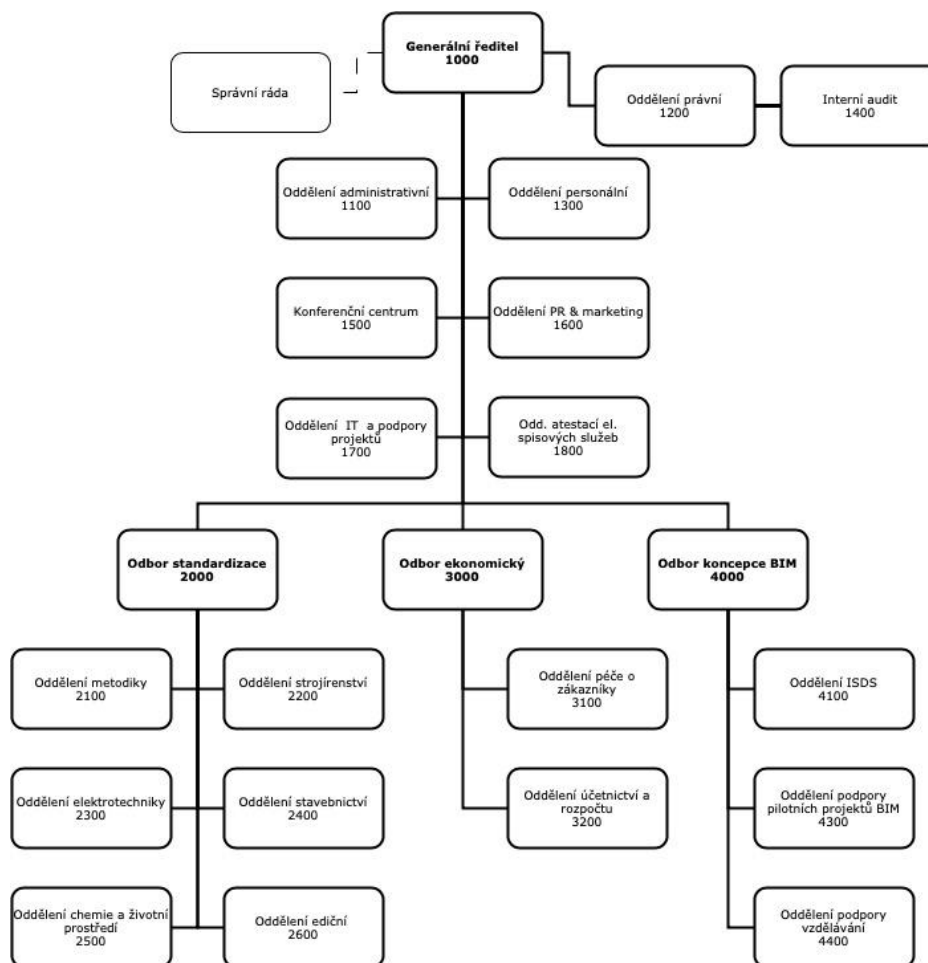 Generální ředitel
1000
Správní ráda
Oddělení právní
1200
Interní audit
1400
Oddělení administrativní
1100
Oddělení personální
1300
Konferenční centrum
1500
Oddělení PR & marketing
1600
Oddělení IT a podpory
projektů
1700
Odd. atestací el.
spisových služeb
1800
Odbor standardizace
2000
Odbor ekonomický
3000
Odbor koncepce BIM
4000
Oddělení metodiky
2100
Oddělení strojírenství
2200
Oddělení péče o
zákazníky
3100
Oddělení ISDS
4100
Oddělení elektrotechniky
2300
Oddělení stavebnictví
2400
Oddělení účetnictví a
rozpočtu
3200
Oddělení podpory
pilotních projektů BIM
4300
Oddělení chemie a životní
prostředí
2500
Oddělení ediční
2600
Oddělení podpory
vzdělávání
4400